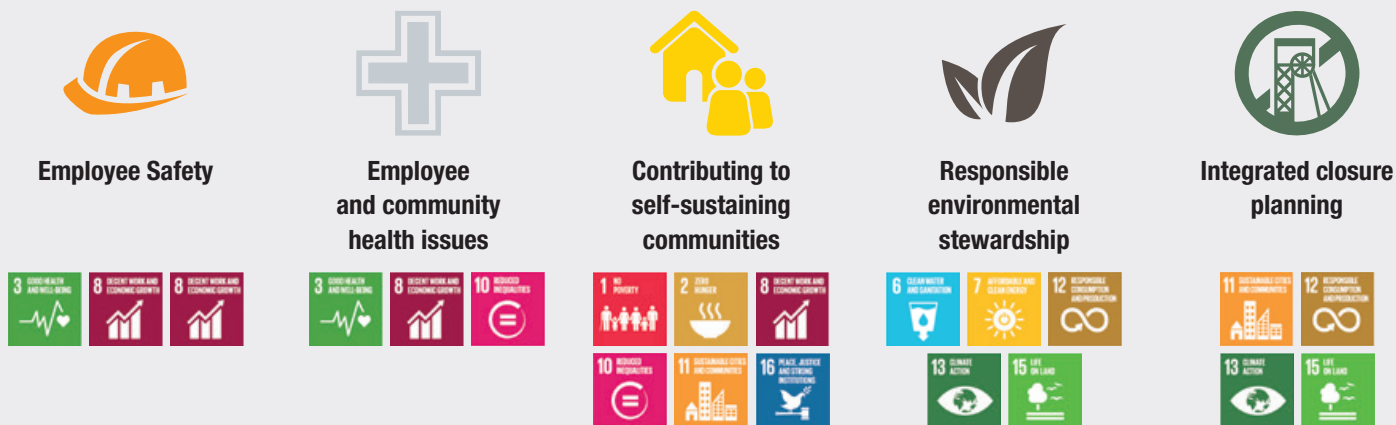 Employee Safety
Employee
and community
health issues
Contributing to
self-sustaining
communities
Responsible
environmental
stewardship
Integrated closure
planning
3 GOOD HEALTH
AND WELL-BEING
8 DECENT WORK AND
ECONOMIC GROWTH
8 DECENT WORK AND
ECONOMIC GROWTH
3 GOOD HEALTH
AND WELL-BEING
8 DECENT WORK AND
ECONOMIC GROWTH
10 REDUCED
INEQUALITIES
1 NO
POVERTY
2 ZERO
HUNGER
8 DECENT WORK AND
ECONOMIC GROWTH
10 REDUCED
INEQUALITIES
11 SUSTAINABLE CITIES
AND COMMUNITIES
16 PEACE, JUSTICE
AND STRONG
INSTITUTIONS
6 CLEAN WATER
AND SANITATION
7 AFFORDABLE AND
CLEAN ENERGY
12 RESPONSIBLE
CONSUMPTION
AND PRODUCTION
13 CLIMATE
ACTION
15 LIFE
ON LAND
11 SUSTAINABLE CITIES
AND COMMUNITIES
12 RESPONSIBLE
CONSUMPTION
AND PRODUCTION
13 CLIMATE
ACTION
15 LIFE
ON LAND